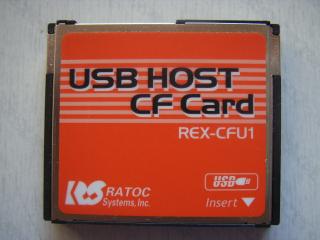 USB HOST
CF Card
REX-CFU1
RATOC
Systems, Inc.
USB
Insert